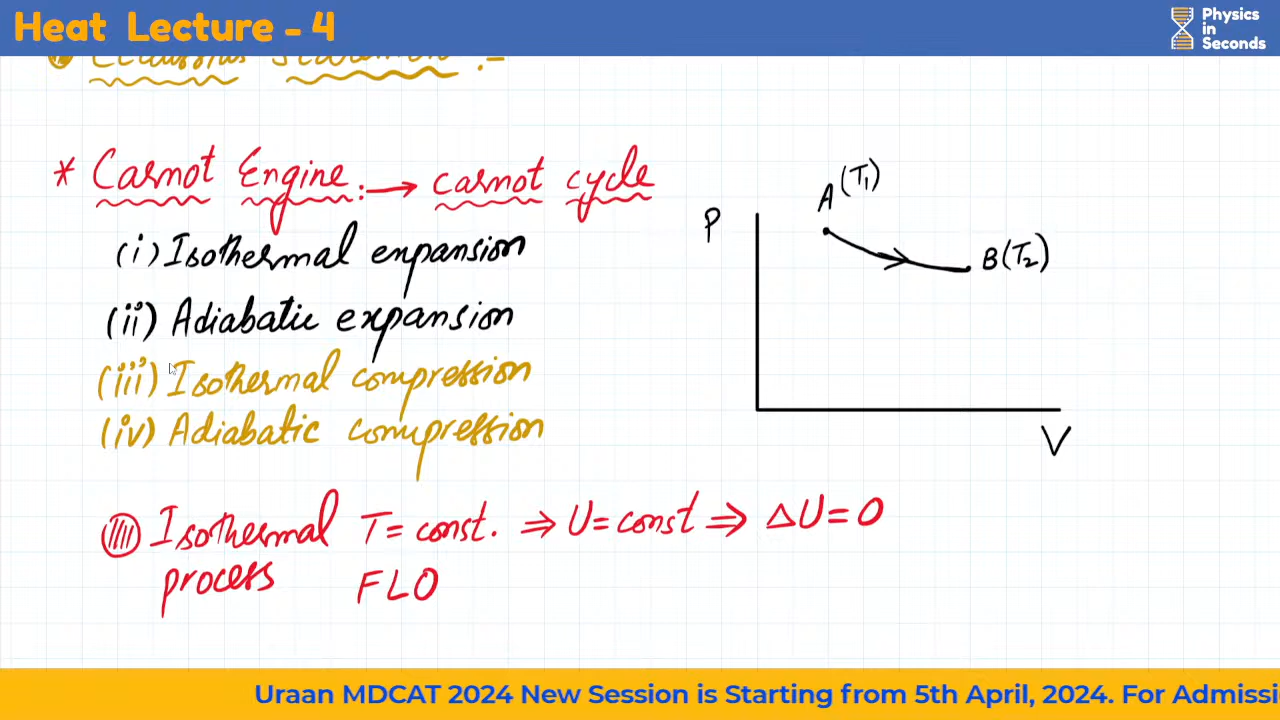 Heat Lecture - 4
Physics
in
Seconds
* Carnot Engine :→ carnot cycle
(i) Isothermal expansion
(ii) Adiabatic expansion
(iii) Isothermal compression
(iv) Adiabatic compression
P
A (T1)
B (T2)
V
Isothermal T = const. ⇒ U = const ⇒ ΔU = 0
process FLO
Uraan MDCAT 2024 New Session is Starting from 5th April, 2024. For Admissi